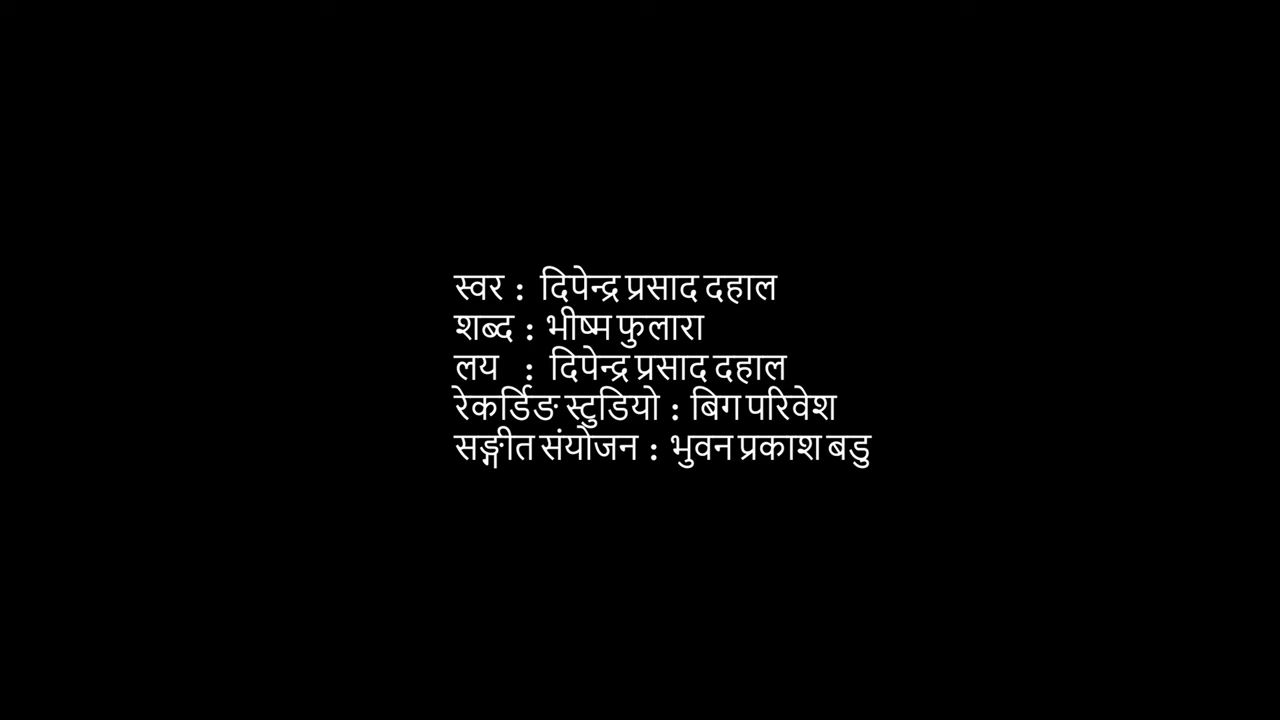 स्वर : दिपेन्द्र प्रसाद दहाल
शब्द : भीष्म फुलारा
लय : दिपेन्द्र प्रसाद दहाल
रेकर्डिङ स्टुडियो : बिग परिवेश
सङ्गीत संयोजन : भुवन प्रकाश बडु